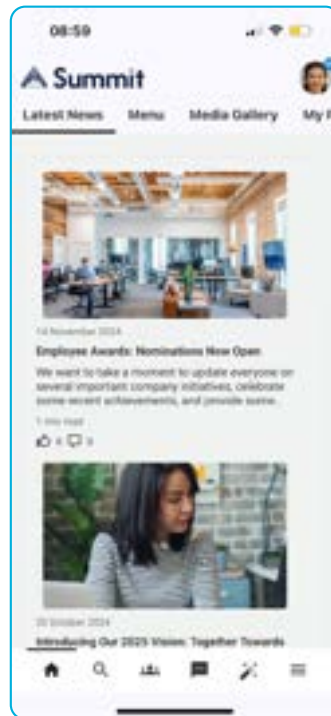 08:59
Summit
Latest News Menu Media Gallery My
14 November 2024
Employee Awards: Nominations Now Open
We want to take a moment to update everyone on
several important company initiatives, celebrate
some recent achievements, and provide some
1 min read
October 2024
Introducing Our 2025 Vision: Together Towards